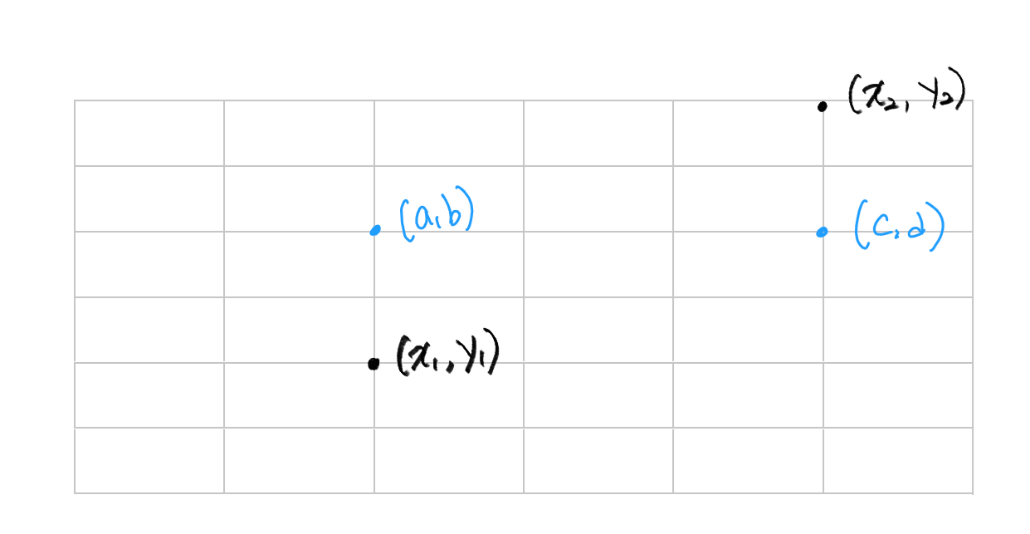 (x₂, y₂)
(a,b)
(c,d)
(x₁, y₁)